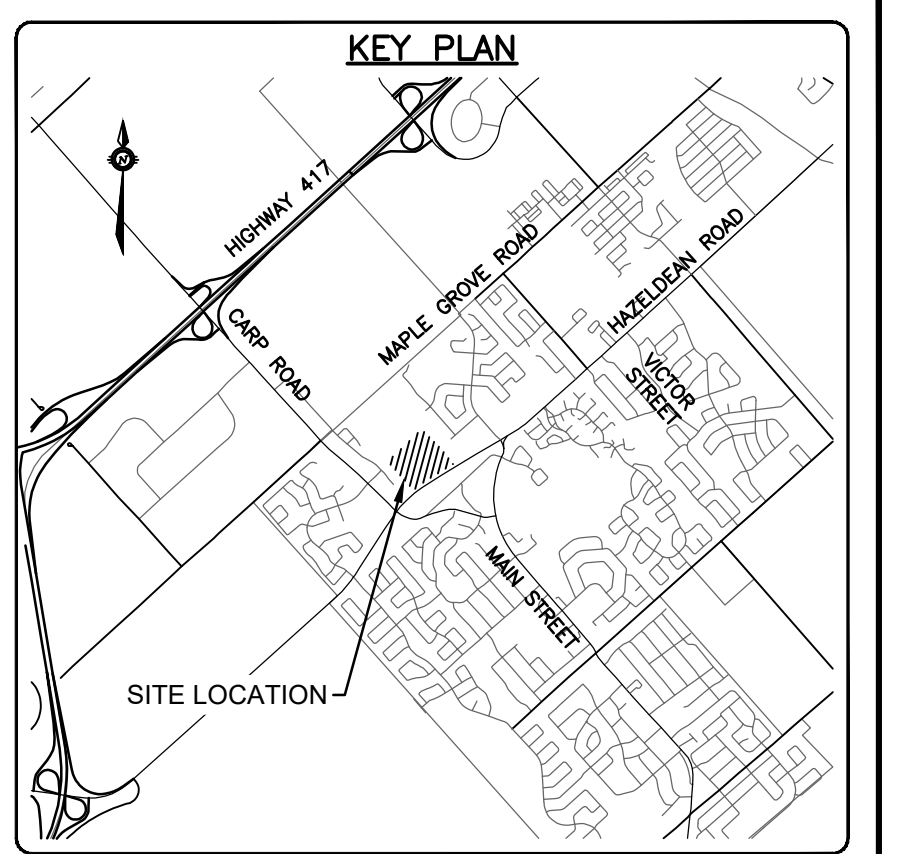 KEY PLAN
N
HIGHWAY 417
MAPLE GROVE ROAD
HAZELDEAN ROAD
CARP ROAD
VICTOR
STREET
MAIN STREET
SITE LOCATION